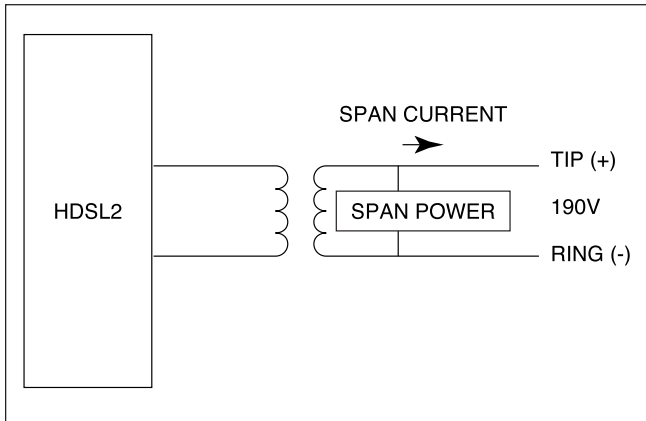 SPAN CURRENT
TIP (+)
HDSL2
SPAN POWER
190V
RING (-)